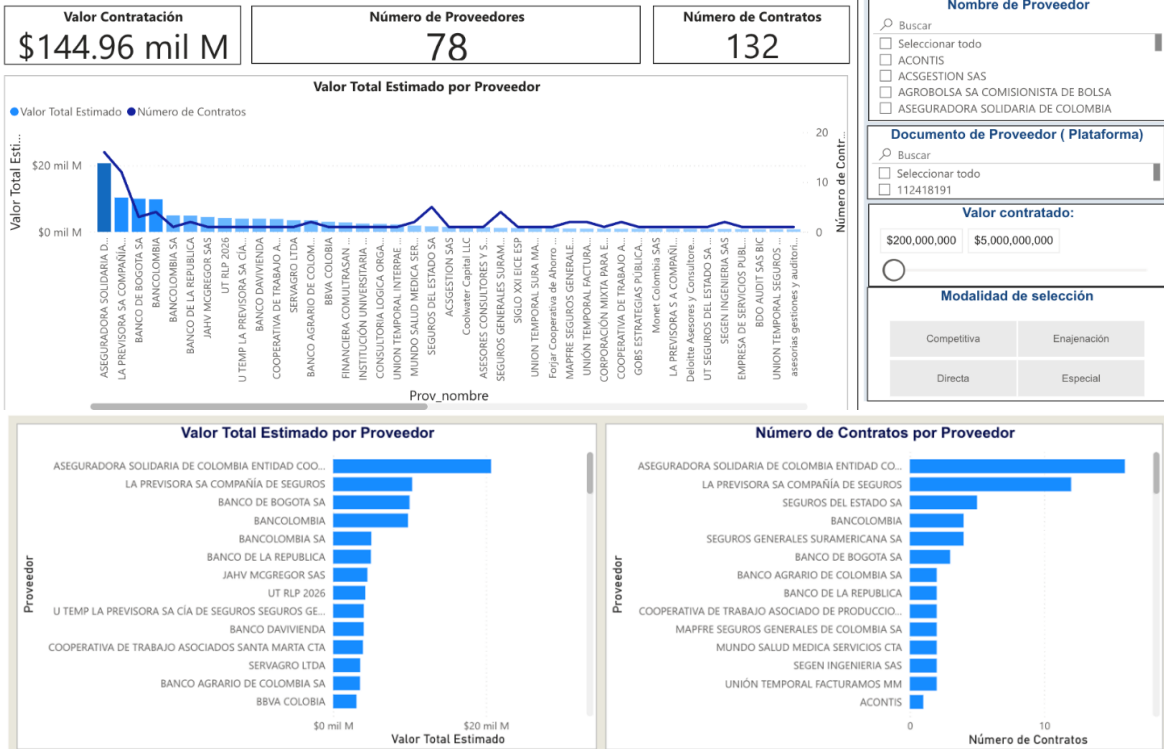 Valor Contratación
$144.96 mil M
Número de Proveedores
78
Número de Contratos
132
Valor Total Estimado por Proveedor
Valor Total Estimado
Número de Contratos
Valor Total Esti...
$20 mil M
$0 mil M
20
10
0
Número de Contr...
ASEGURADORA SOLIDARIA D...
LA PREVISORA SA COMPAÑÍA...
BANCO DE BOGOTA SA
BANCOLOMBIA
BANCOLOMBIA SA
BANCO DE LA REPUBLICA
JAHV MCGREGOR SAS
UT RLP 2026
U TEMP LA PREVISORA SA CÍA...
BANCO DAVIVIENDA
COOPERATIVA DE TRABAJO A...
SERVAGRO LTDA
BANCO AGRARIO DE COLOM...
BBVA COLOBIA
FINANCIERA COMULTRASAN ...
INSTITUCIÓN UNIVERSITARIA ...
CONSULTORIA LOGICA ORGA...
UNION TEMPORAL INTERPAE ...
MUNDO SALUD MEDICA SER...
SEGUROS DEL ESTADO SA
ACSGESTION SAS
Coolwater Capital LLC
ASESORES CONSULTORES Y S...
SEGUROS GENERALES SURAM...
SIGLO XXI EICE ESP
UNION TEMPORAL SURA MA...
Forjar Cooperativa de Ahorro ...
MAPFRE SEGUROS GENERALE...
UNIÓN TEMPORAL FACTURA...
CORPORACIÓN MIXTA PARA E...
COOPERATIVA DE TRABAJO A...
GOBS ESTRATEGIAS PÚBLICA...
Monet Colombia SAS
LA PREVISORA S A COMPAÑI...
Deloitte Asesores y Consultore...
UT SEGUROS DEL ESTADO SA ...
SEGEN INGENIERIA SAS
EMPRESA DE SERVICIOS PUBL...
BDO AUDIT SAS BIC
UNION TEMPORAL SEGUROS ...
asesorias gestiones y auditori...
Prov_nombre
Nombre de Proveedor
Buscar
Seleccionar todo
ACONTIS
ACSGESTION SAS
AGROBOLSA SA COMISIONISTA DE BOLSA
ASEGURADORA SOLIDARIA DE COLOMBIA
Documento de Proveedor ( Plataforma)
Buscar
Seleccionar todo
112418191
Valor contratado:
$200,000,000
$5,000,000,000
Modalidad de selección
Competitiva
Enajenación
Directa
Especial
Valor Total Estimado por Proveedor
Proveedor
ASEGURADORA SOLIDARIA DE COLOMBIA ENTIDAD COO...
LA PREVISORA SA COMPAÑÍA DE SEGUROS
BANCO DE BOGOTA SA
BANCOLOMBIA
BANCOLOMBIA SA
BANCO DE LA REPUBLICA
JAHV MCGREGOR SAS
UT RLP 2026
U TEMP LA PREVISORA SA CÍA DE SEGUROS SEGUROS GE...
BANCO DAVIVIENDA
COOPERATIVA DE TRABAJO ASOCIADOS SANTA MARTA CTA
SERVAGRO LTDA
BANCO AGRARIO DE COLOMBIA SA
BBVA COLOBIA
$0 mil M
$20 mil M
Valor Total Estimado
Número de Contratos por Proveedor
Proveedor
ASEGURADORA SOLIDARIA DE COLOMBIA ENTIDAD CO...
LA PREVISORA SA COMPAÑÍA DE SEGUROS
SEGUROS DEL ESTADO SA
BANCOLOMBIA
SEGUROS GENERALES SURAMERICANA SA
BANCO DE BOGOTA SA
BANCO AGRARIO DE COLOMBIA SA
BANCO DE LA REPUBLICA
COOPERATIVA DE TRABAJO ASOCIADO DE PRODUCCIO...
MAPFRE SEGUROS GENERALES DE COLOMBIA SA
MUNDO SALUD MEDICA SERVICIOS CTA
SEGEN INGENIERIA SAS
UNIÓN TEMPORAL FACTURAMOS MM
ACONTIS
0
10
Número de Contratos